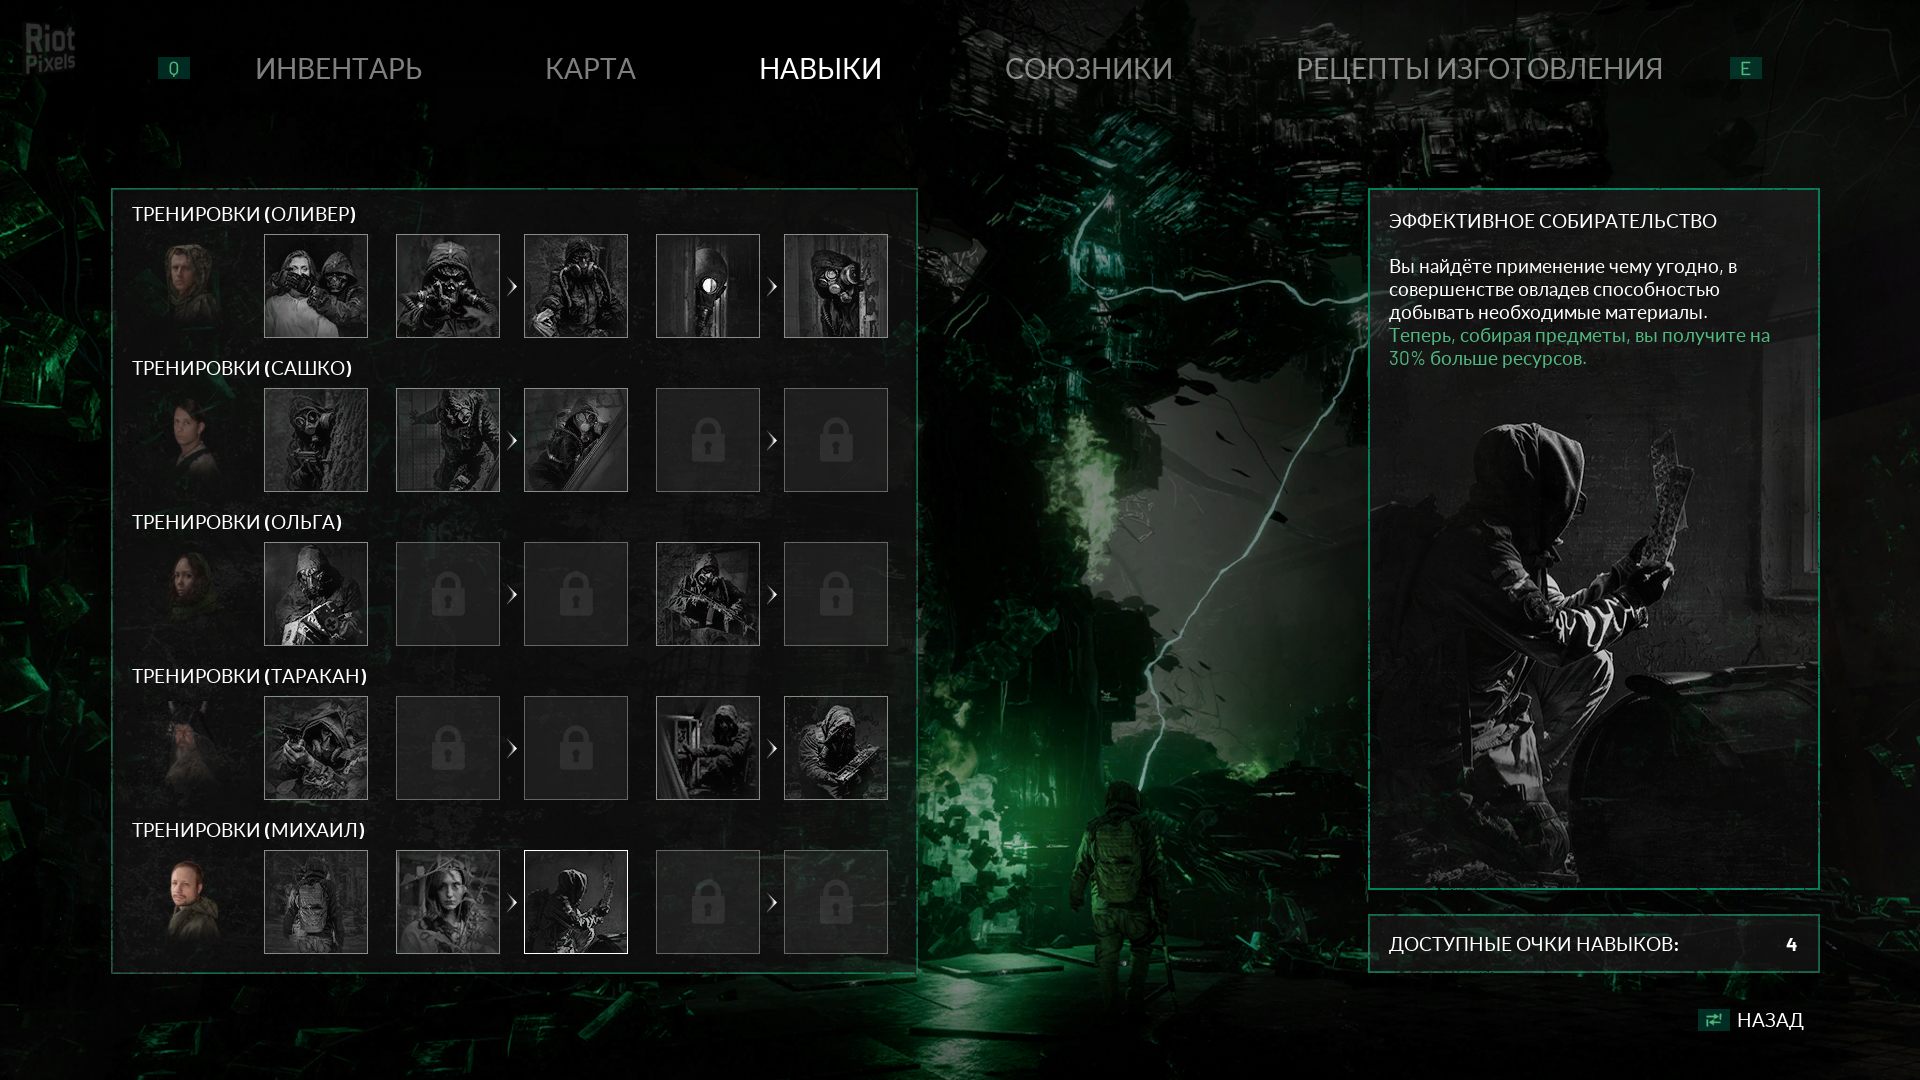 Riot
Pixels
Q
ИНВЕНТАРЬ
КАРТА
НАВЫКИ
СОЮЗНИКИ
РЕЦЕПТЫ ИЗГОТОВЛЕНИЯ
E
ТРЕНИРОВКИ (ОЛИВЕР)
ТРЕНИРОВКИ (САШКО)
ТРЕНИРОВКИ (ОЛЬГА)
ТРЕНИРОВКИ (ТАРАКАН)
ТРЕНИРОВКИ (МИХАИЛ)
ЭФФЕКТИВНОЕ СОБИРАТЕЛЬСТВО
Вы найдёте применение чему угодно, в
совершенстве овладев способностью
добывать необходимые материалы.
Теперь, собирая предметы, вы получите на
30% больше ресурсов.
ДОСТУПНЫЕ ОЧКИ НАВЫКОВ: 4
НАЗАД